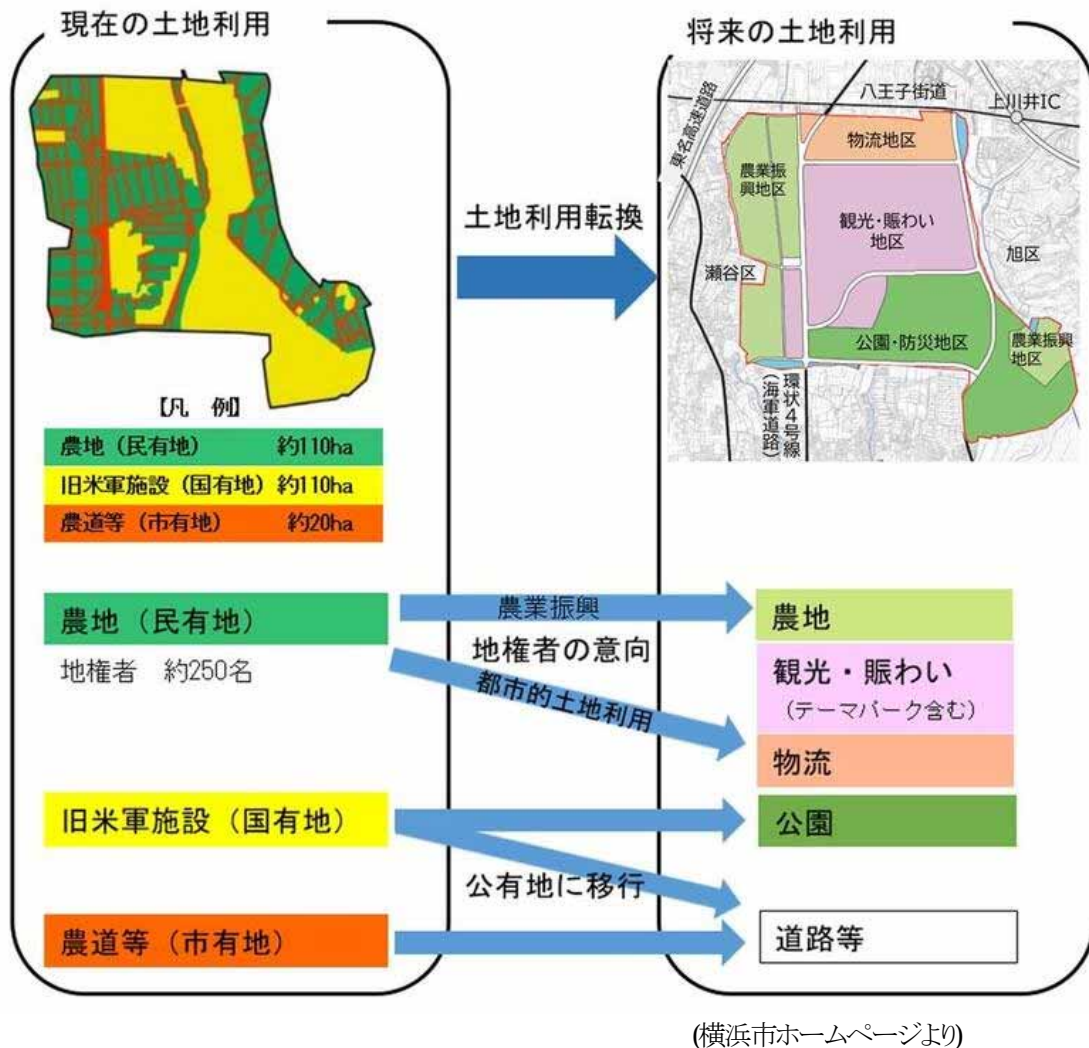 現在の土地利用
【凡 例】
農地（民有地） 約110ha
旧米軍施設（国有地） 約110ha
農道等（市有地） 約20ha
農地（民有地）
地権者 約250名
旧米軍施設（国有地）
農道等（市有地）
土地利用転換
農業振興
地権者の意向
都市的土地利用
公有地に移行
将来の土地利用
八王子街道
上川井IC
東名高速道路
物流地区
農業振
興地区
観光・賑わい
地区
旭区
瀬谷区
公園・防災地区
農業振興
地区
環状4号線
(海軍道路)
農地
観光・賑わい
（テーマパーク含む）
物流
公園
道路等
(横浜市ホームページより)